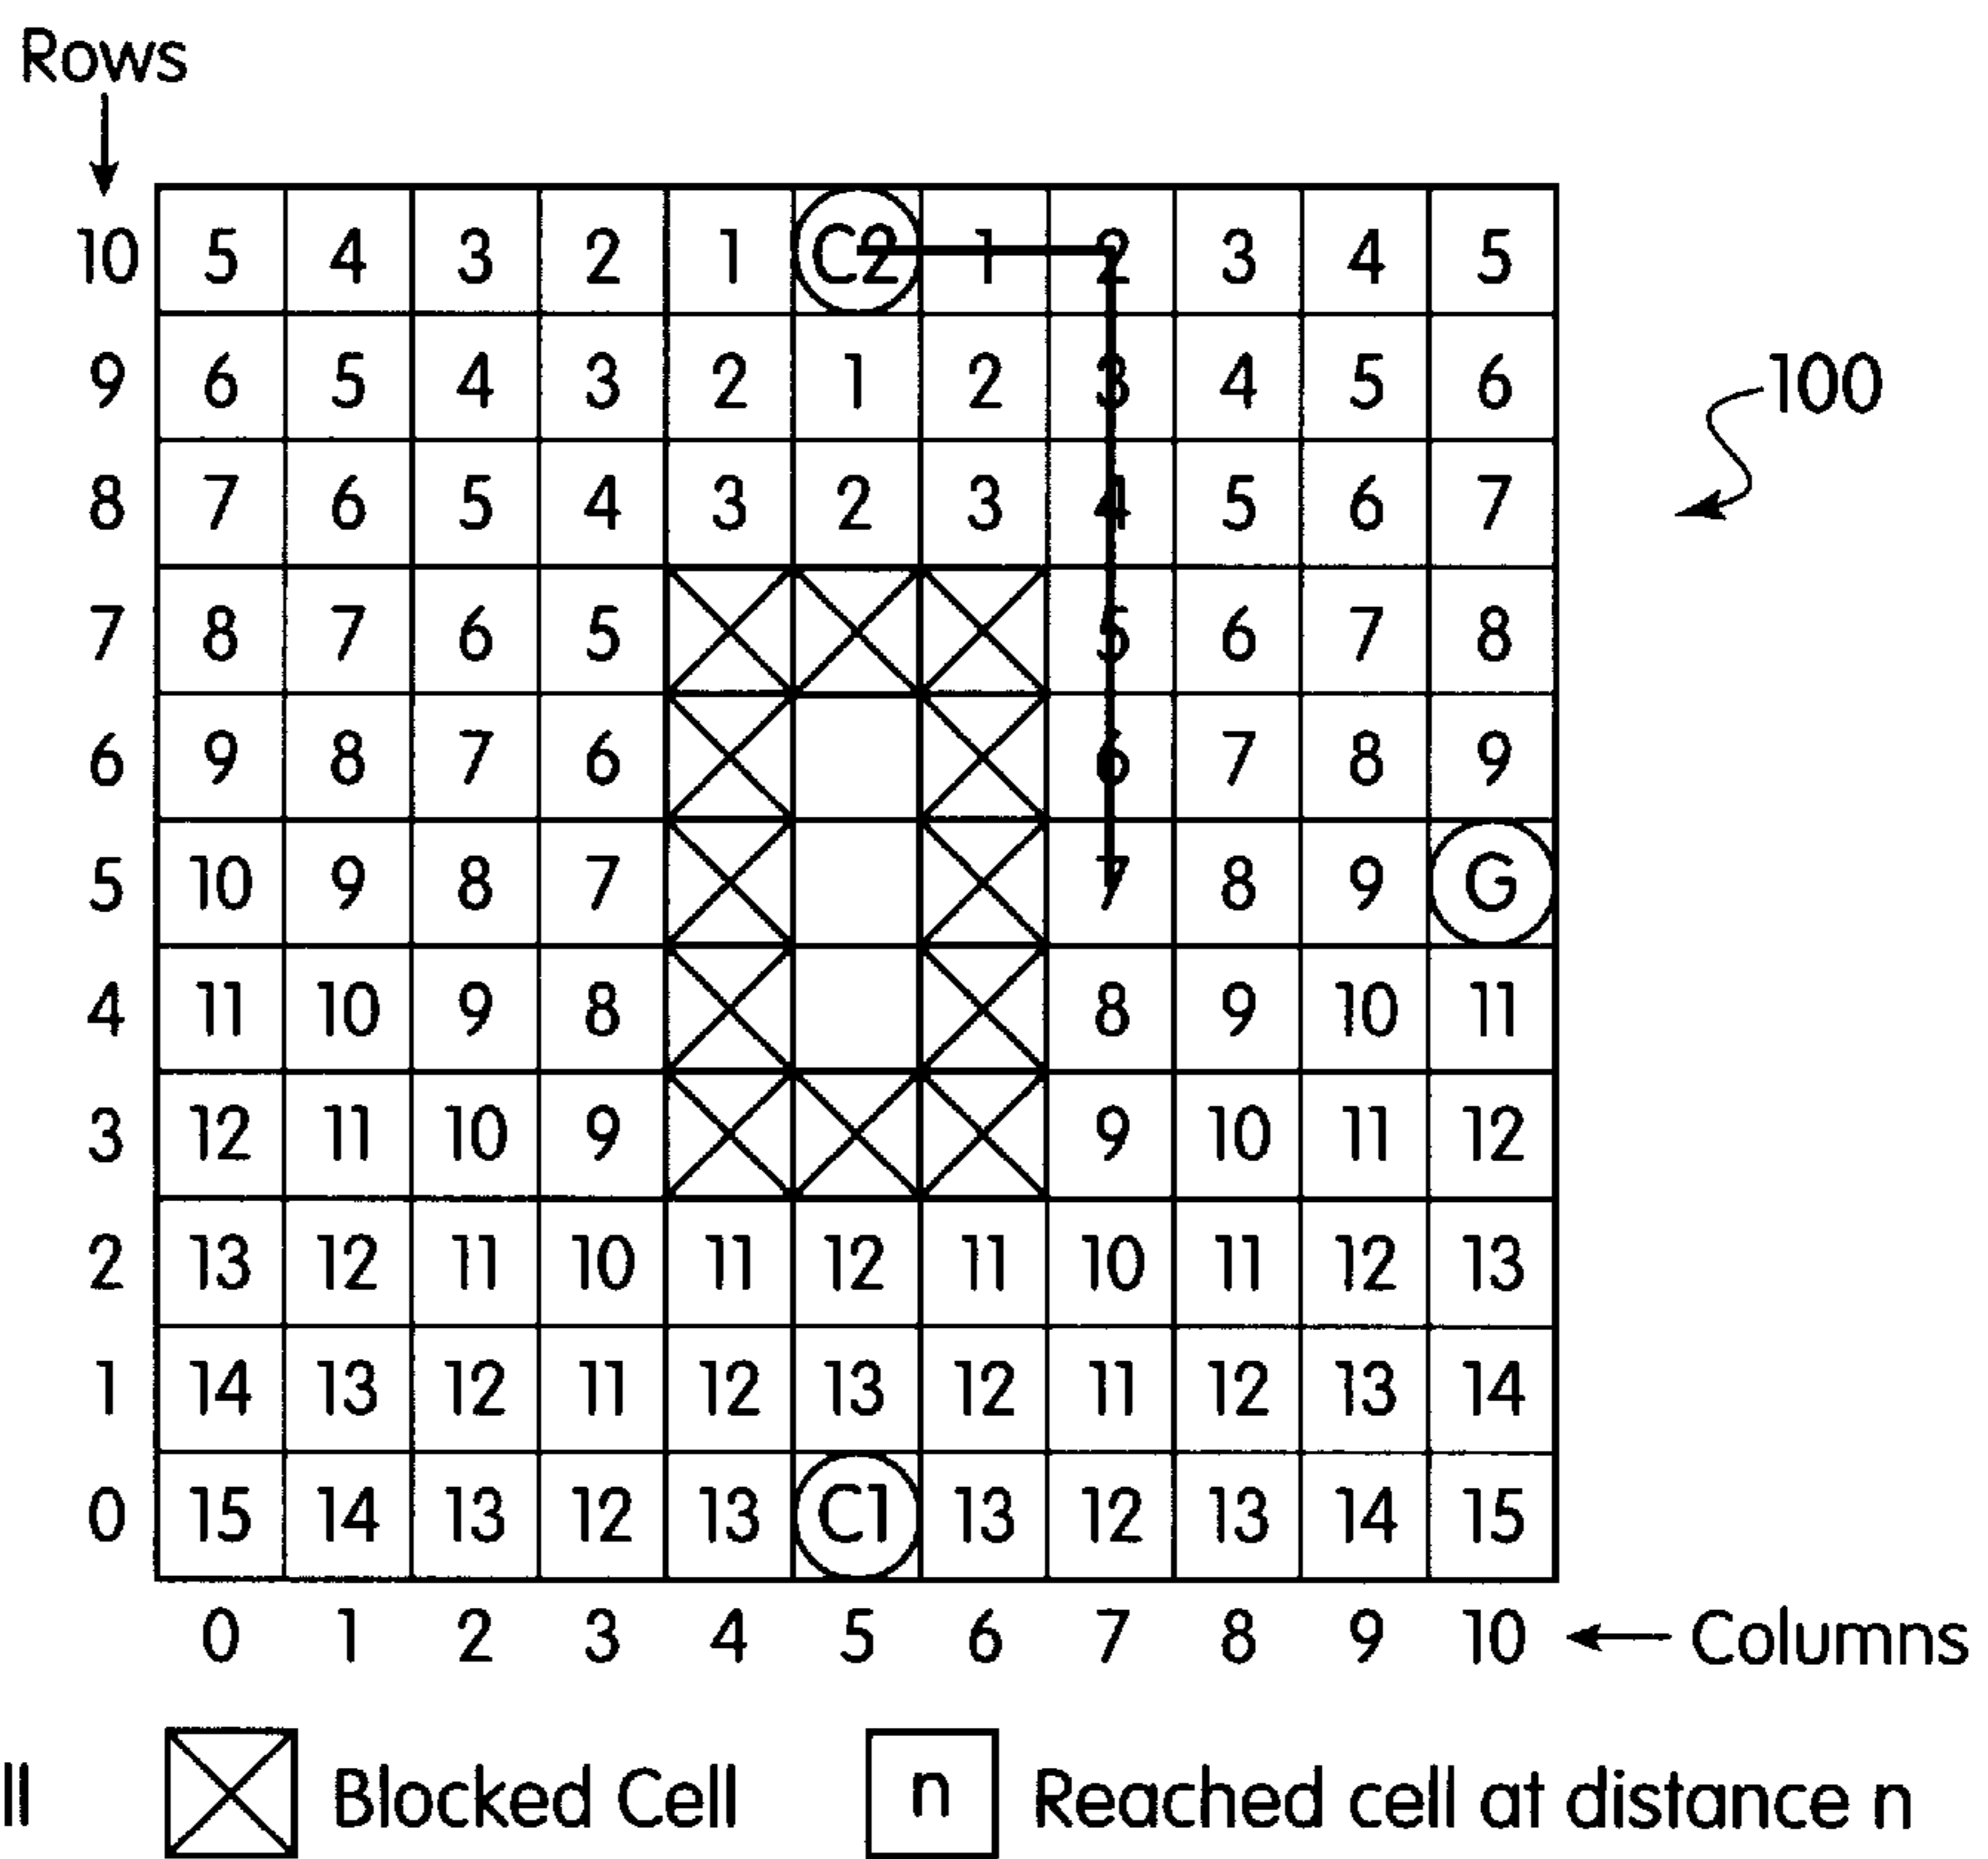 Rows
10 5 4 3 2 1 C2 1 2 3 4 5
9 6 5 4 3 2 1 2 3 4 5 6
100
8 7 6 5 4 3 2 3 4 5 6 7
7 8 7 6 5 5 6 7 8
6 9 8 7 6 6 7 8 9
5 10 9 8 7 7 8 9 G
4 11 10 9 8 8 9 10 11
3 12 11 10 9 9 10 11 12
2 13 12 11 10 11 12 11 10 11 12 13
1 14 13 12 11 12 13 12 11 12 13 14
0 15 14 13 12 13 C1 13 12 13 14 15
0 1 2 3 4 5 6 7 8 9 10 Columns
ll Blocked Cell n Reached cell at distance n